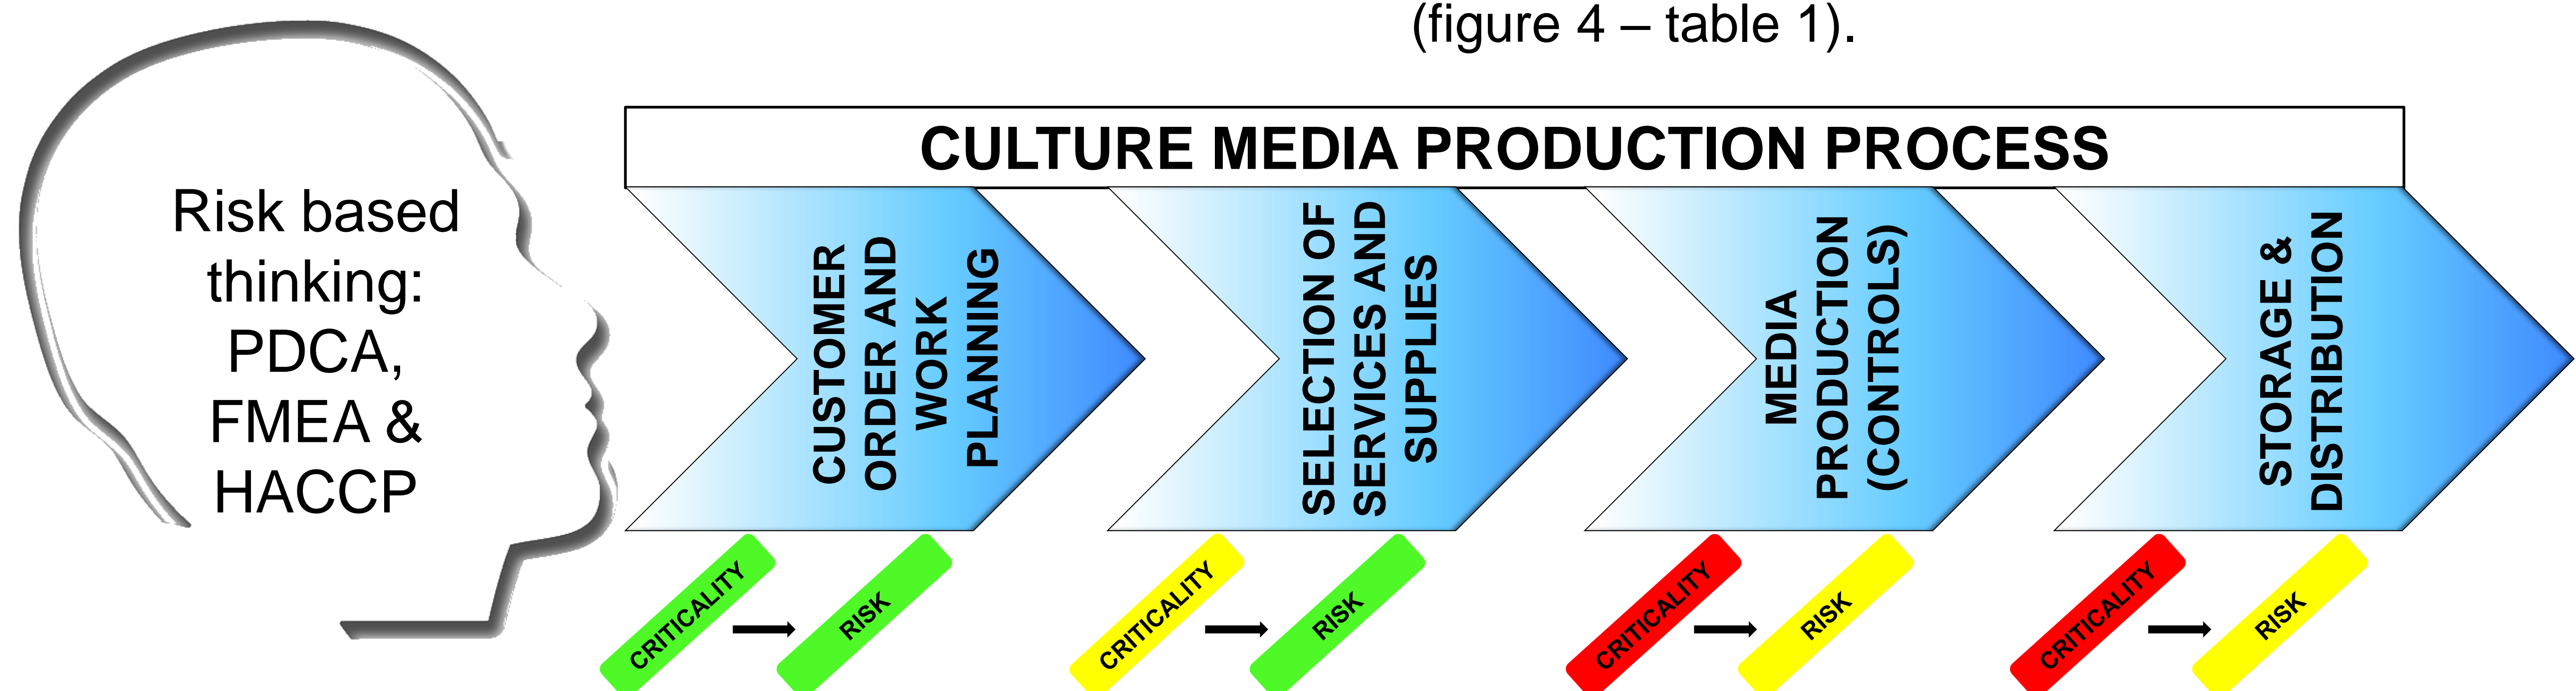 (figure 4 – table 1).
CULTURE MEDIA PRODUCTION PROCESS
Risk based
thinking:
PDCA,
FMEA &
HACCP
CUSTOMER
ORDER AND
WORK
PLANNING
SELECTION OF
SERVICES AND
SUPPLIES
MEDIA
PRODUCTION
(CONTROLS)
STORAGE &
DISTRIBUTION
CRITICALITY
RISK
CRITICALITY
RISK
CRITICALITY
RISK
CRITICALITY
RISK